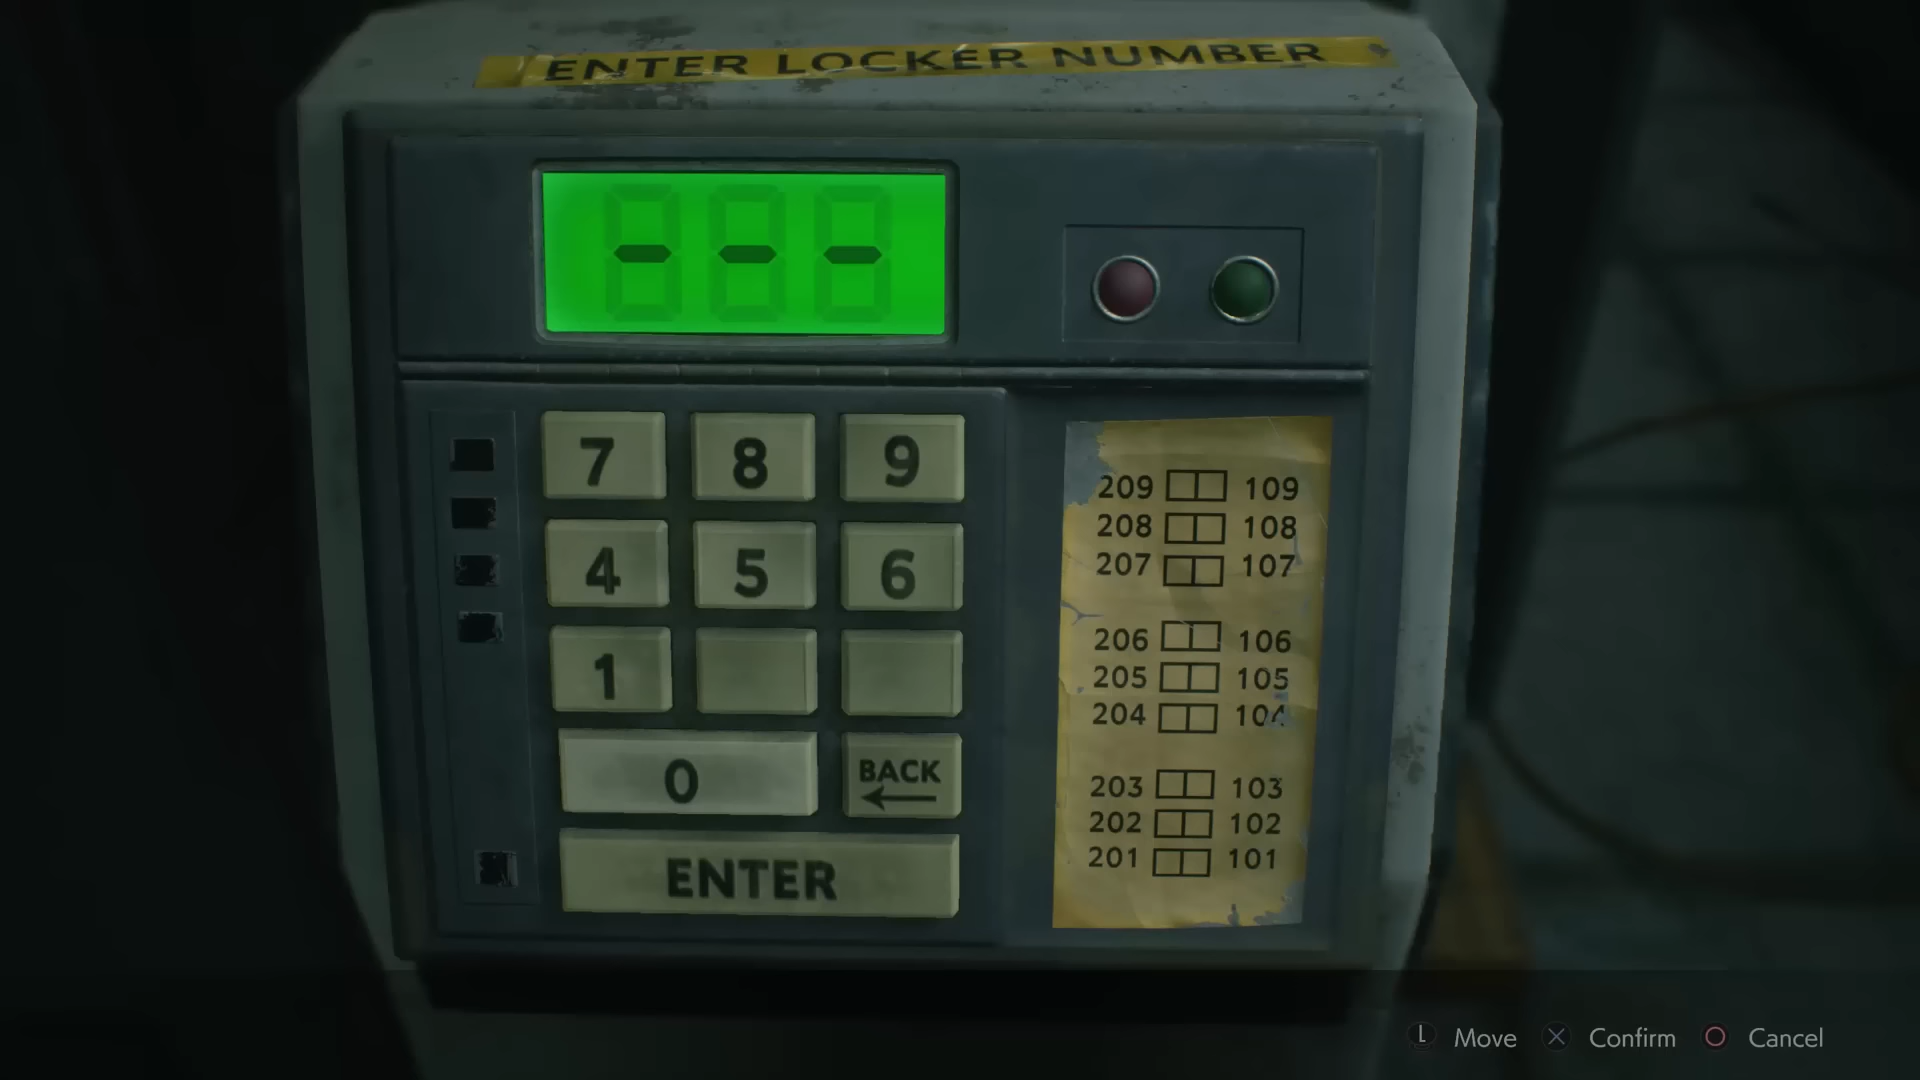 ENTER LOCKER NUMBER
- - -
7 8 9
4 5 6
1
0 BACK
ENTER
209 109
208 108
207 107
206 106
205 105
204 104
203 103
202 102
201 101
L Move X Confirm O Cancel